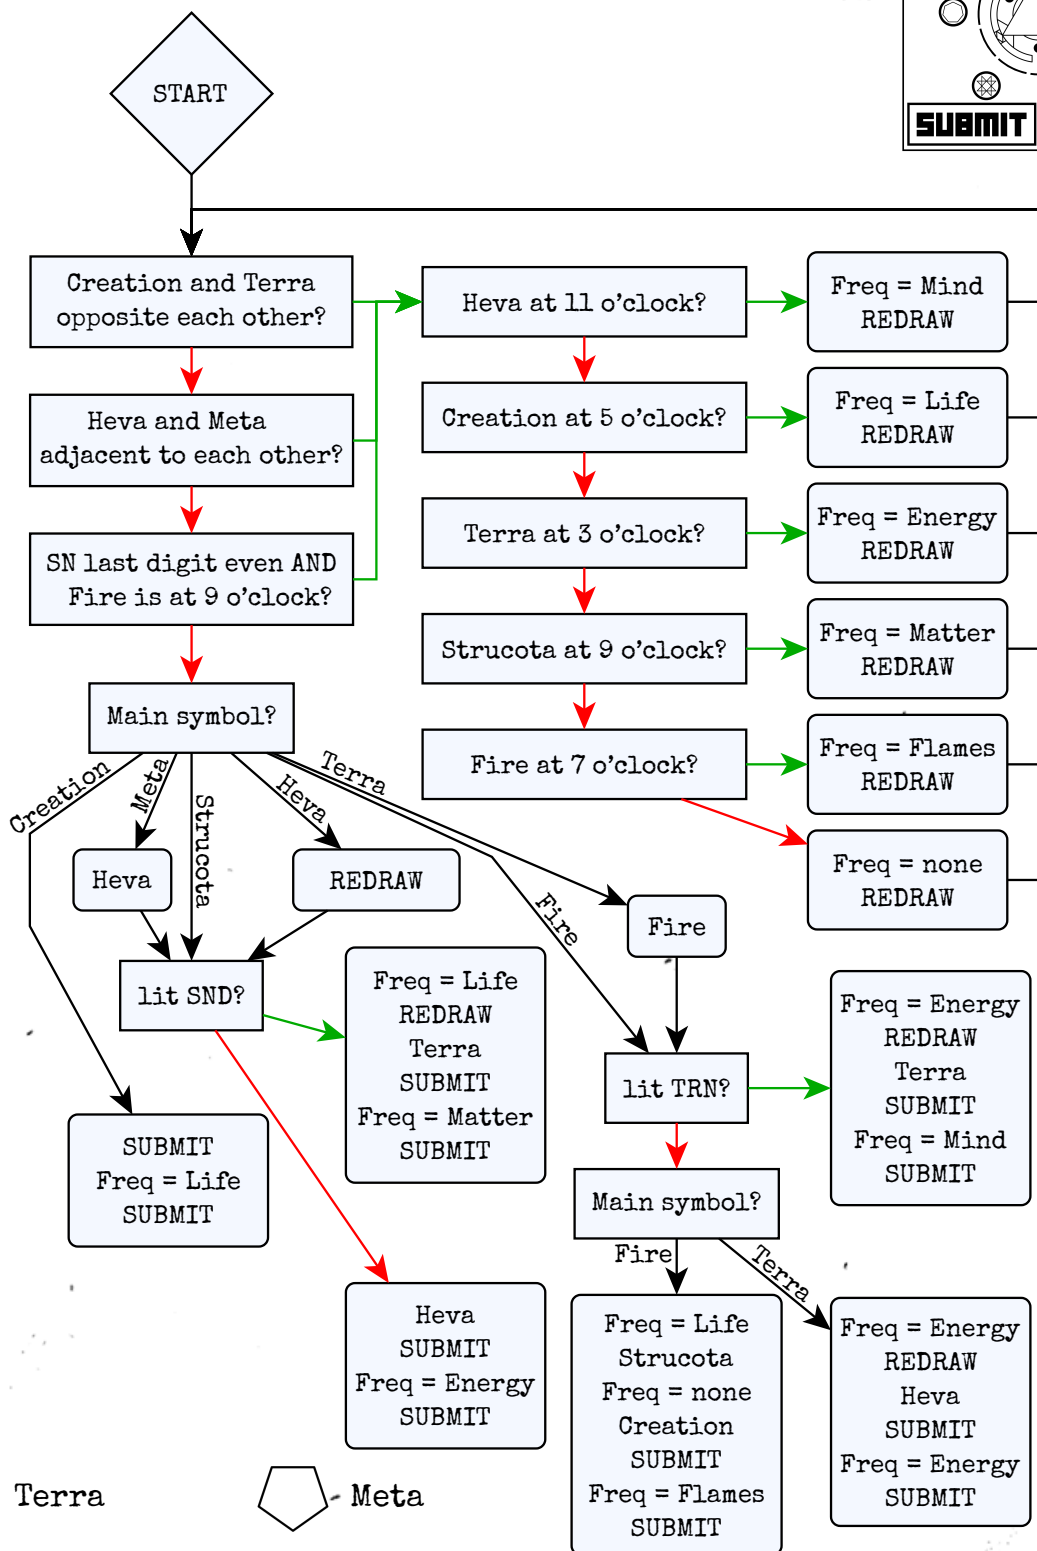 START
SUBMIT
Creation and Terra
opposite each other?
Heva and Meta
adjacent to each other?
SN last digit even AND
Fire is at 9 o'clock?
Heva at 11 o'clock?
Creation at 5 o'clock?
Terra at 3 o'clock?
Strucota at 9 o'clock?
Fire at 7 o'clock?
Freq = Mind
REDRAW
Freq = Life
REDRAW
Freq = Energy
REDRAW
Freq = Matter
REDRAW
Freq = Flames
REDRAW
Freq = none
REDRAW
Main symbol?
Creation
Meta
Strucota
Heva
Terra
Fire
Heva
REDRAW
Fire
lit SND?
Freq = Life
REDRAW
Terra
SUBMIT
Freq = Matter
SUBMIT
SUBMIT
Freq = Life
SUBMIT
Heva
SUBMIT
Freq = Energy
SUBMIT
lit TRN?
Freq = Energy
REDRAW
Terra
SUBMIT
Freq = Mind
SUBMIT
Main symbol?
Fire
Terra
Freq = Life
Strucota
Freq = none
Creation
SUBMIT
Freq = Flames
SUBMIT
Freq = Energy
REDRAW
Heva
SUBMIT
Freq = Energy
SUBMIT
Terra
Meta